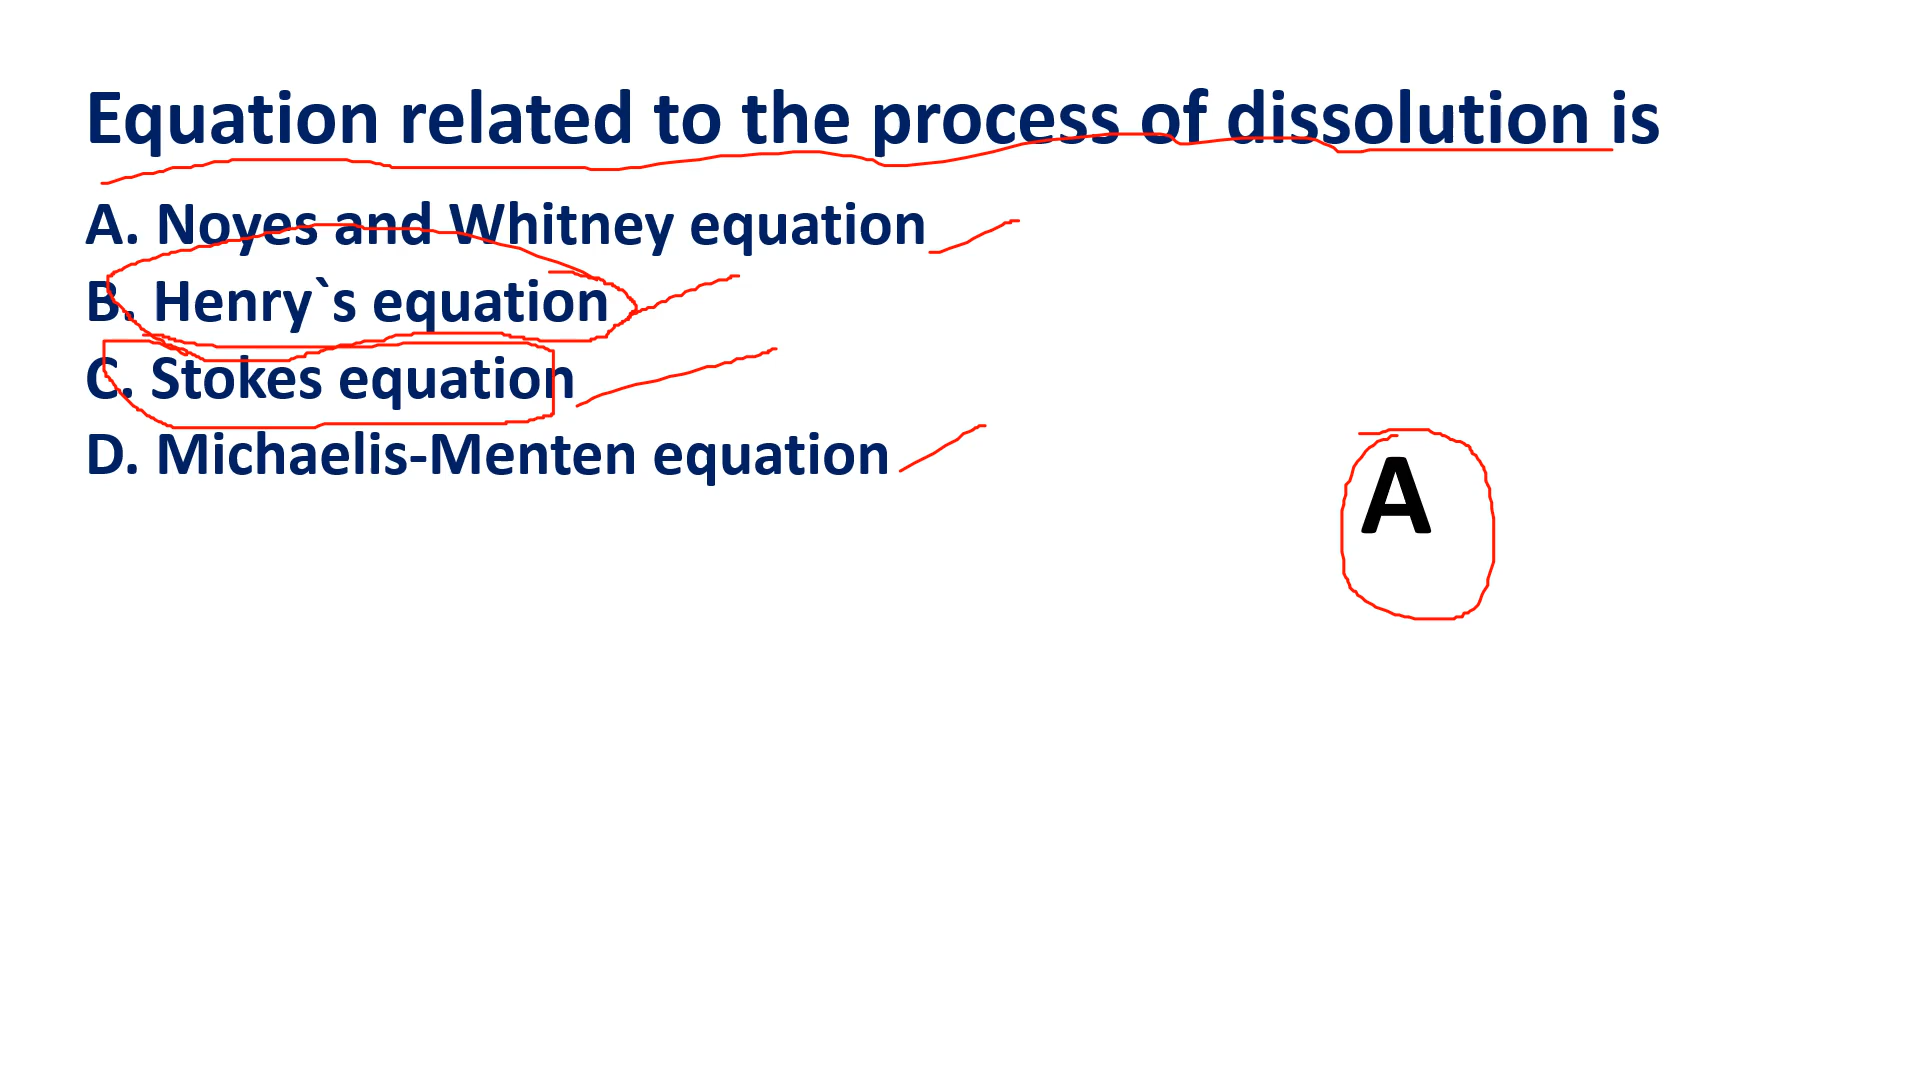 Equation related to the process of dissolution is
A. Noyes and Whitney equation
B. Henry`s equation
C. Stokes equation
D. Michaelis-Menten equation
A